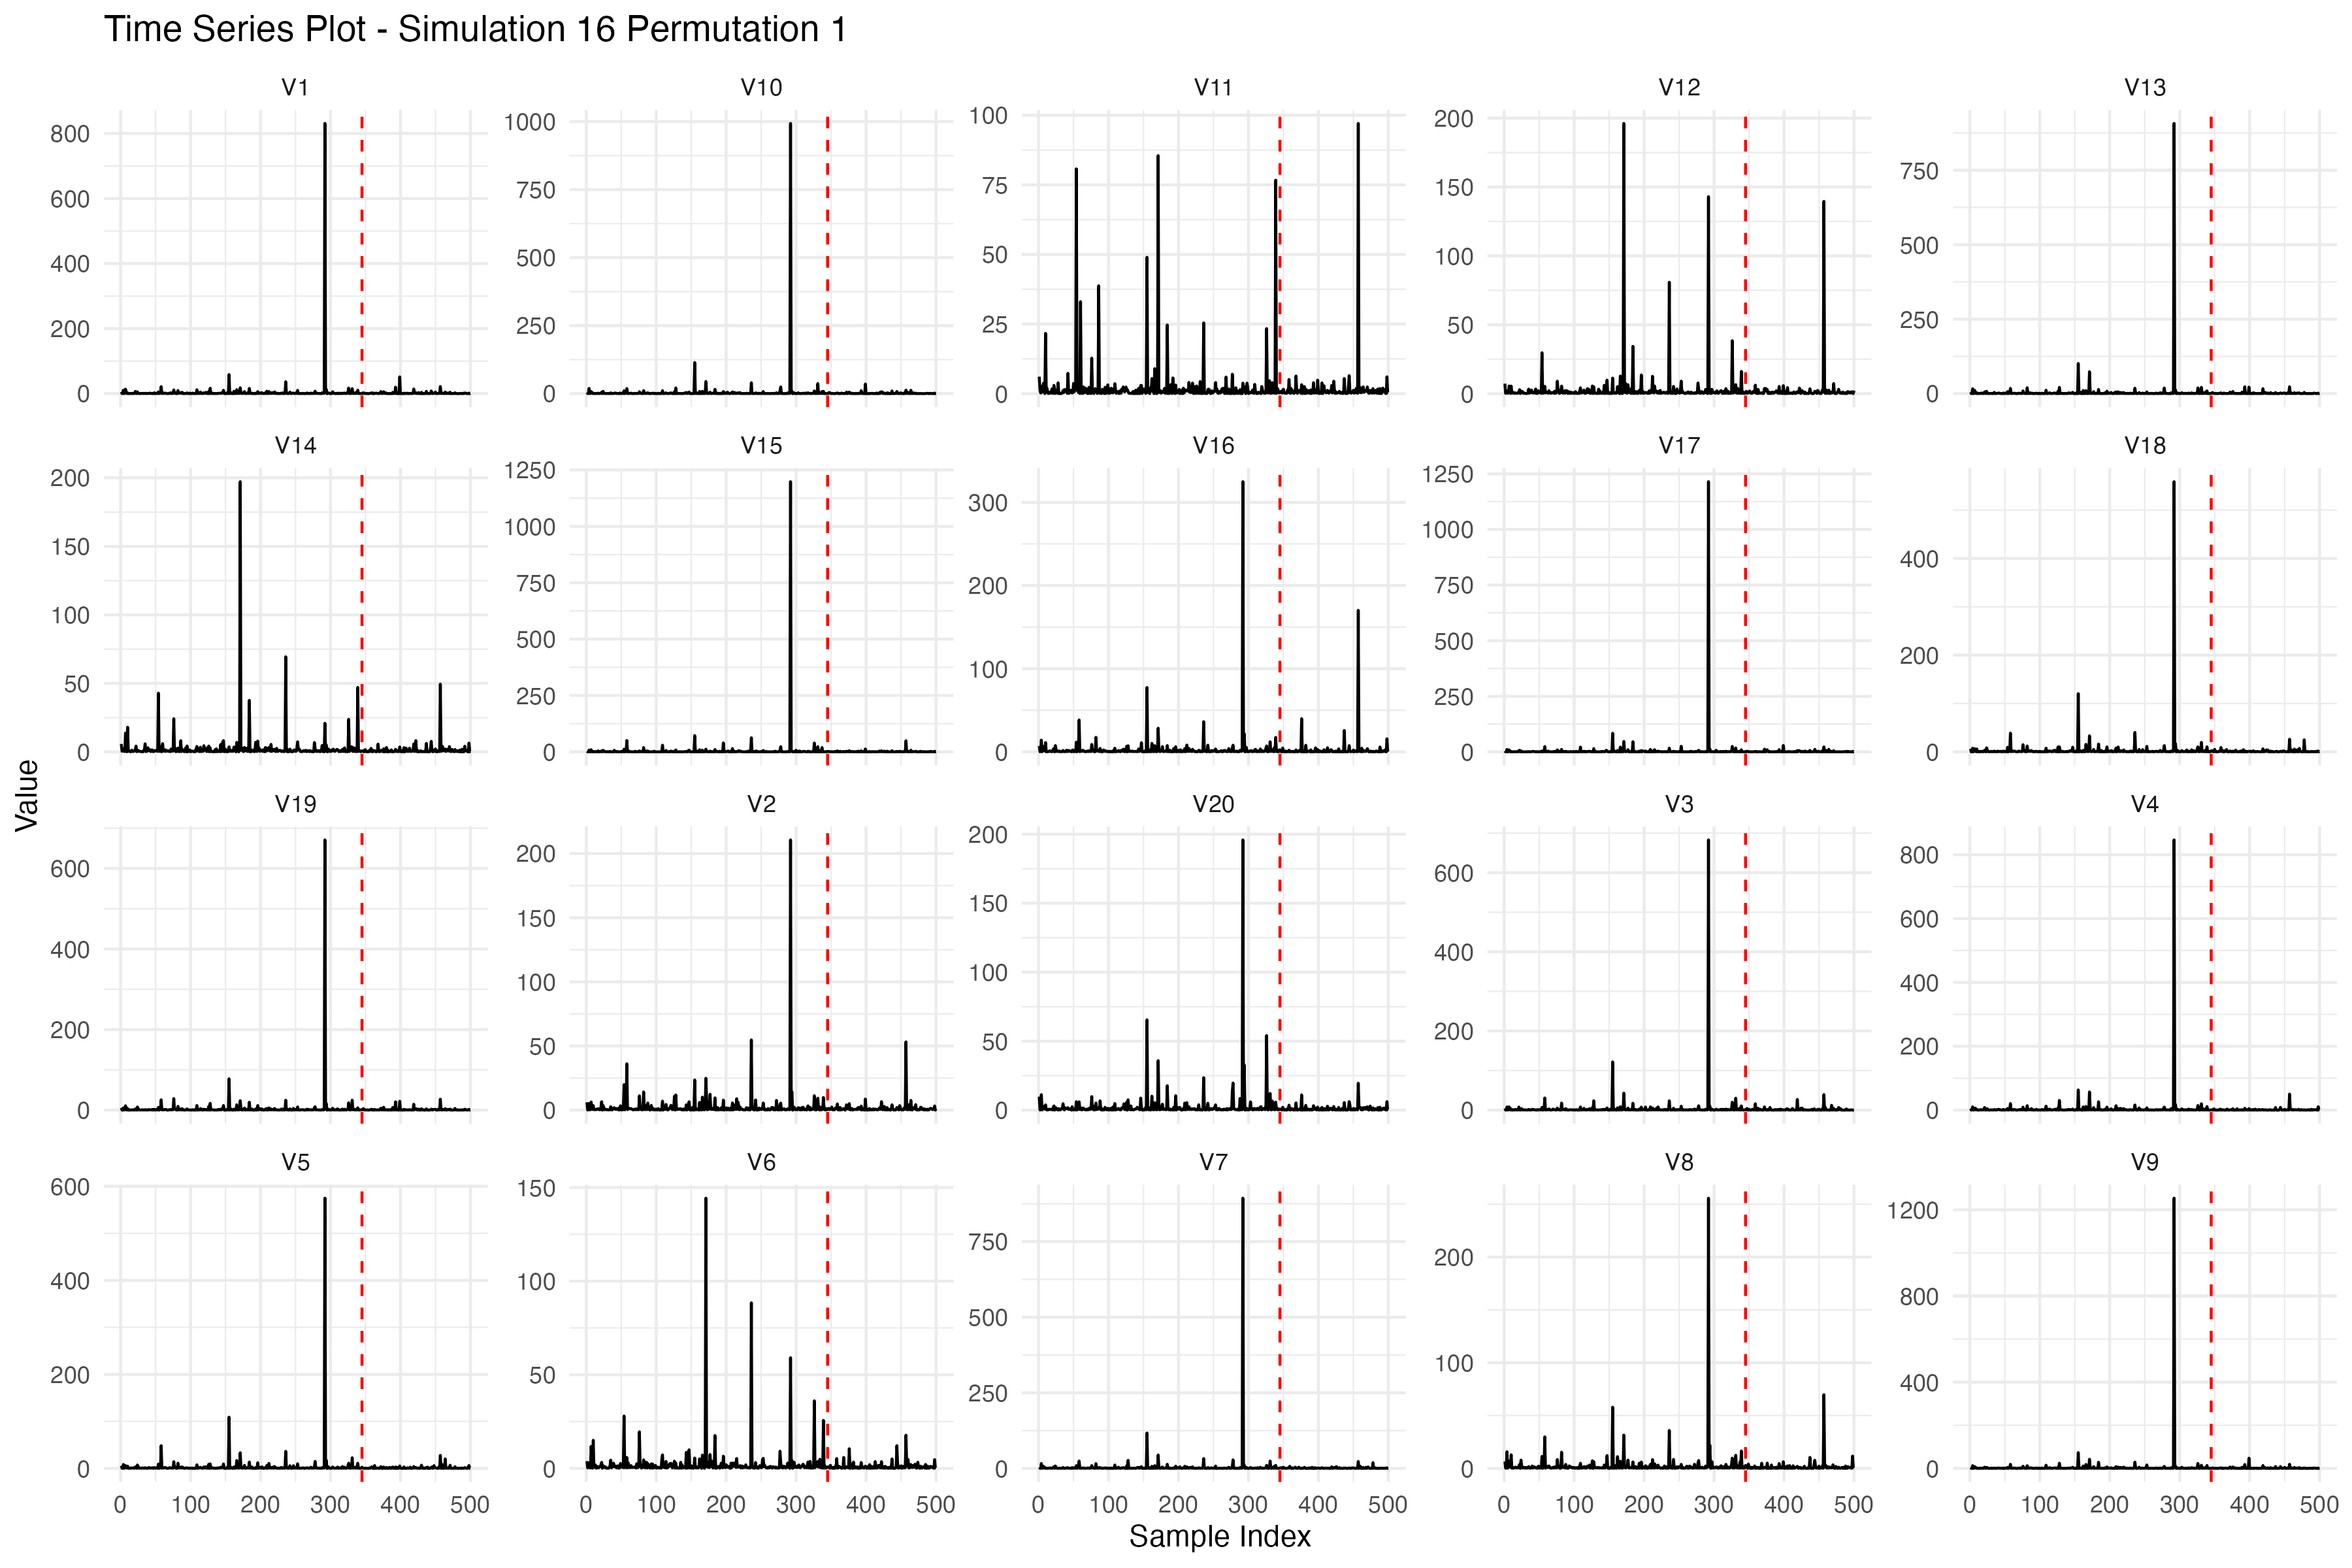 Time Series Plot - Simulation 16 Permutation 1
V1 V10 V11 V12 V13
800 600 400 200 0
1000 750 500 250 0
100 75 50 25 0
200 150 100 50 0
750 500 250 0
V14 V15 V16 V17 V18
200 150 100 50 0
1250 1000 750 500 250 0
300 200 100 0
1250 1000 750 500 250 0
400 200 0
Value
V19 V2 V20 V3 V4
600 400 200 0
200 150 100 50 0
200 150 100 50 0
600 400 200 0
800 600 400 200 0
V5 V6 V7 V8 V9
600 400 200 0
150 100 50 0
750 500 250 0
200 100 0
1200 800 400 0
0 100 200 300 400 500 0 100 200 300 400 500 0 100 200 300 400 500 0 100 200 300 400 500 0 100 200 300 400 500
Sample Index